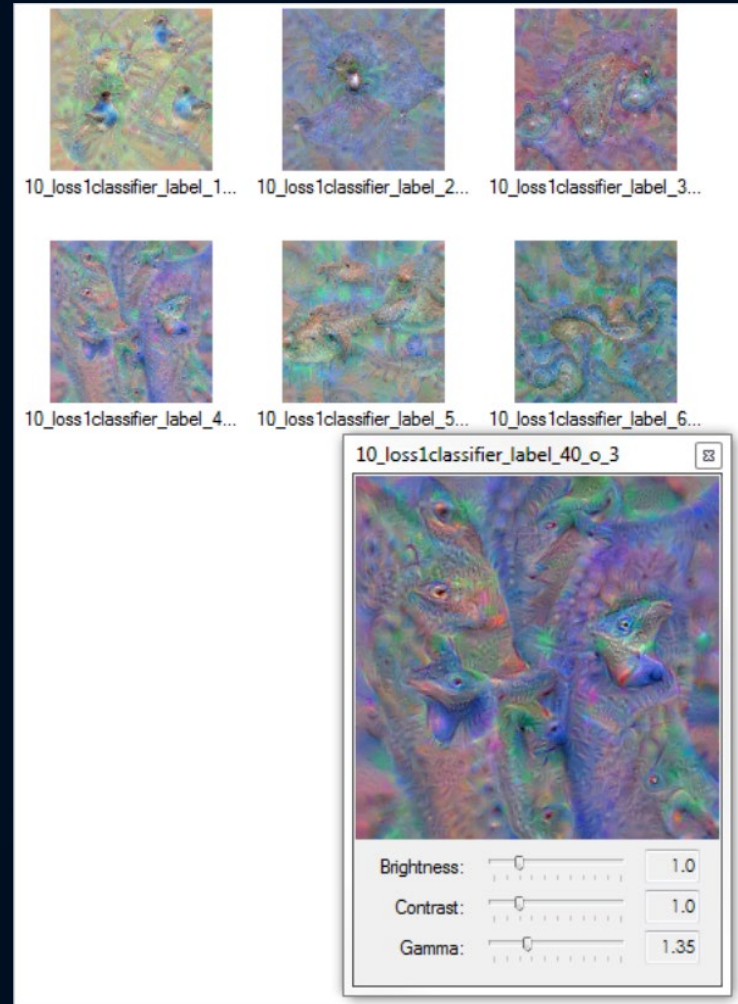 10_loss1classifier_label_1... 10_loss1classifier_label_2... 10_loss1classifier_label_3...
10_loss1classifier_label_4... 10_loss1classifier_label_5... 10_loss1classifier_label_6...
10_loss1classifier_label_40_o_3
Brightness: 1.0
Contrast: 1.0
Gamma: 1.35